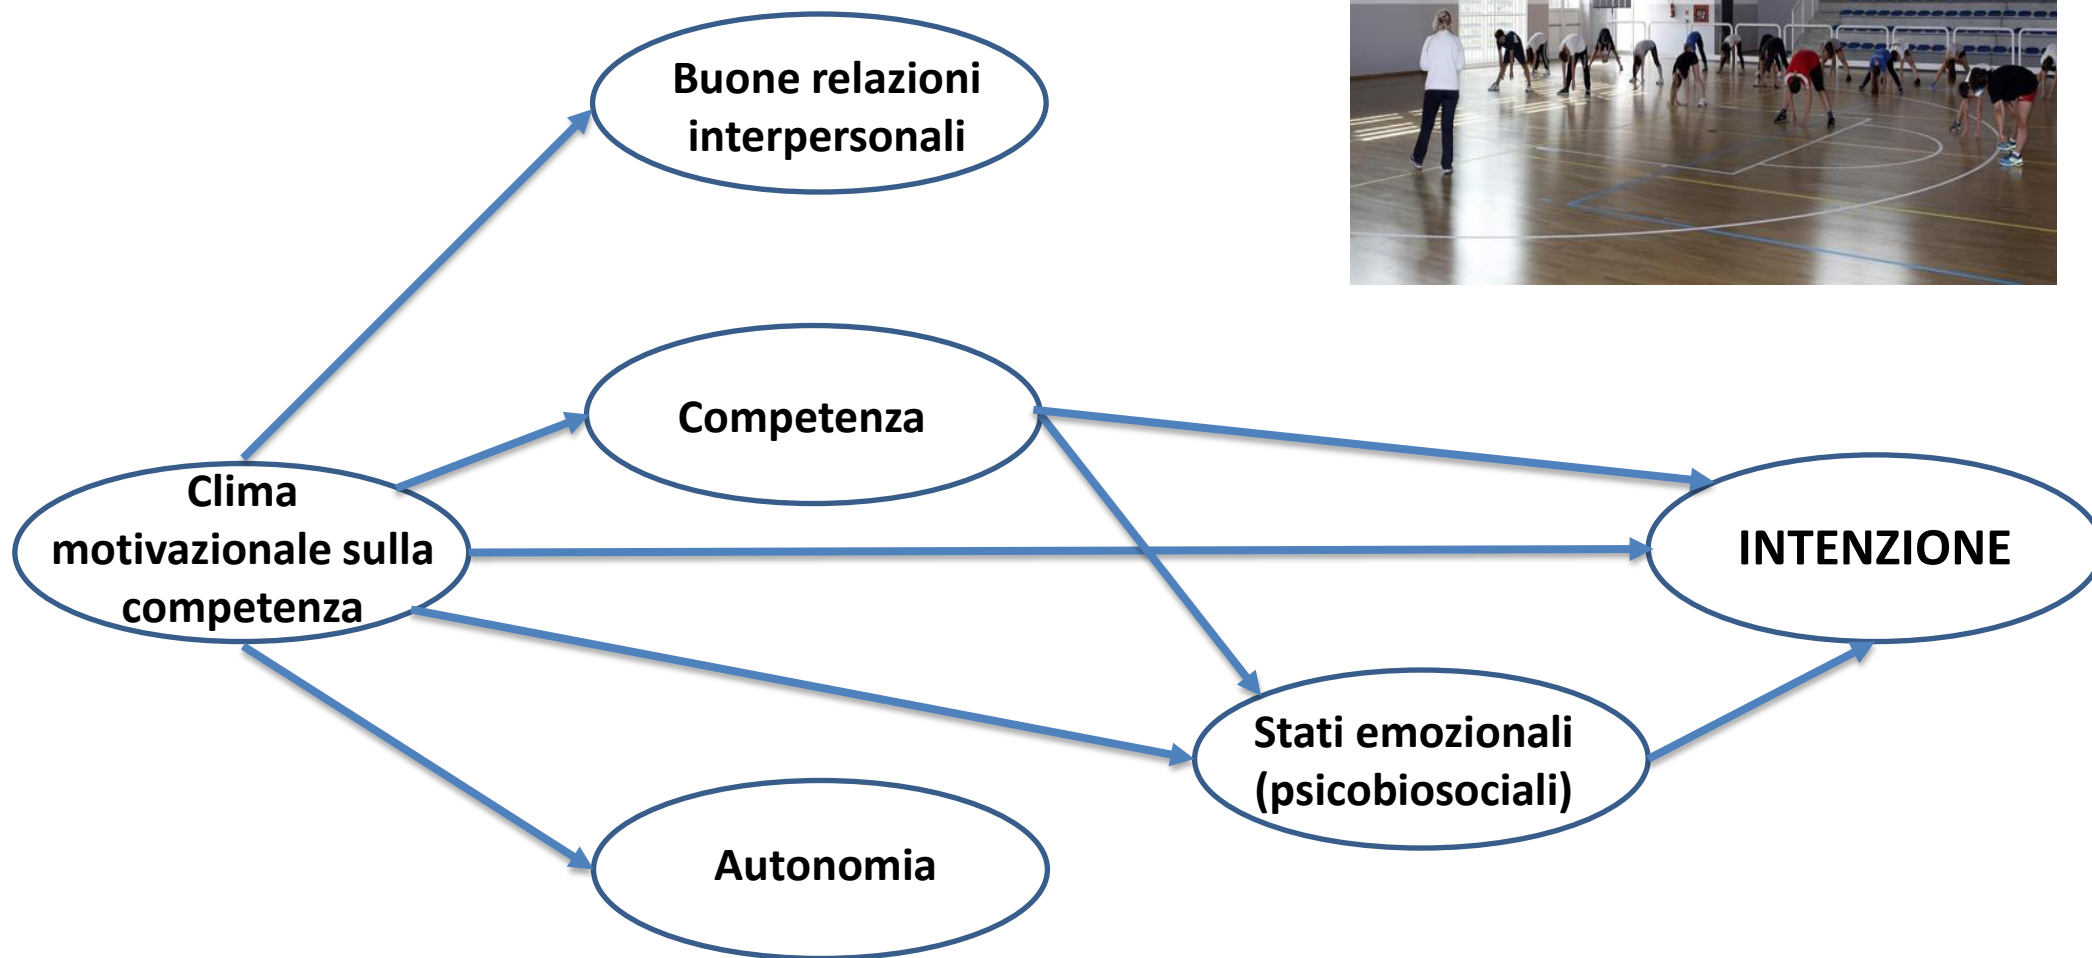 Buone relazioni
interpersonali
Competenza
Clima
motivazionale sulla
competenza
INTENZIONE
Stati emozionali
(psicobiosociali)
Autonomia